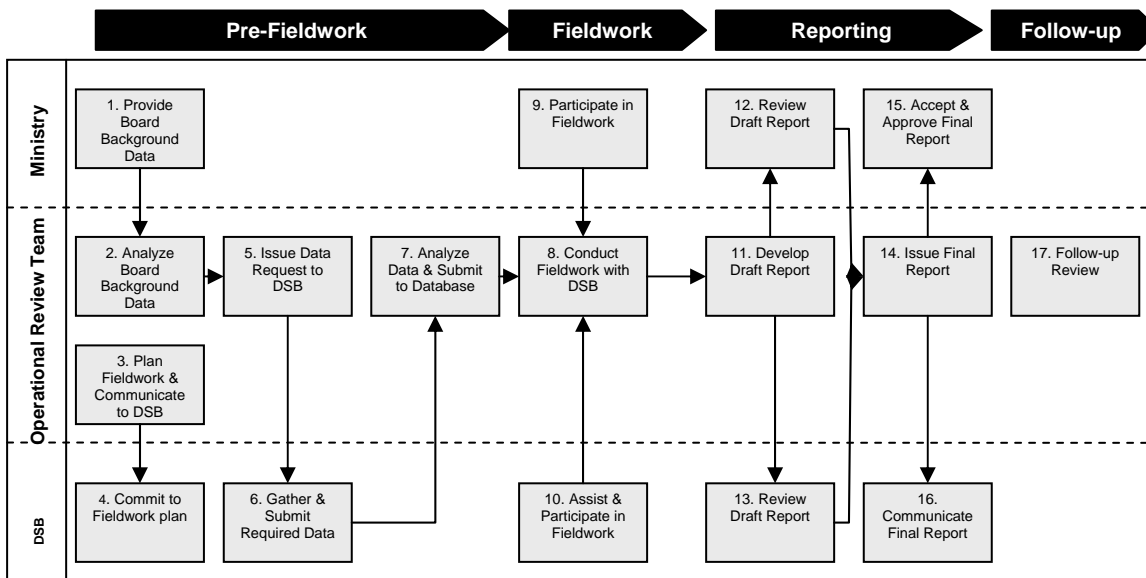 Pre-Fieldwork
Fieldwork
Reporting
Follow-up
Ministry
1. Provide
Board
Background
Data
9. Participate in
Fieldwork
12. Review
Draft Report
15. Accept &
Approve Final
Report
Operational Review Team
2. Analyze
Board
Background
Data
5. Issue Data
Request to
DSB
7. Analyze
Data & Submit
to Database
8. Conduct
Fieldwork with
DSB
11. Develop
Draft Report
14. Issue Final
Report
17. Follow-up
Review
3. Plan
Fieldwork &
Communicate
to DSB
DSB
4. Commit to
Fieldwork plan
6. Gather &
Submit
Required Data
10. Assist &
Participate in
Fieldwork
13. Review
Draft Report
16.
Communicate
Final Report